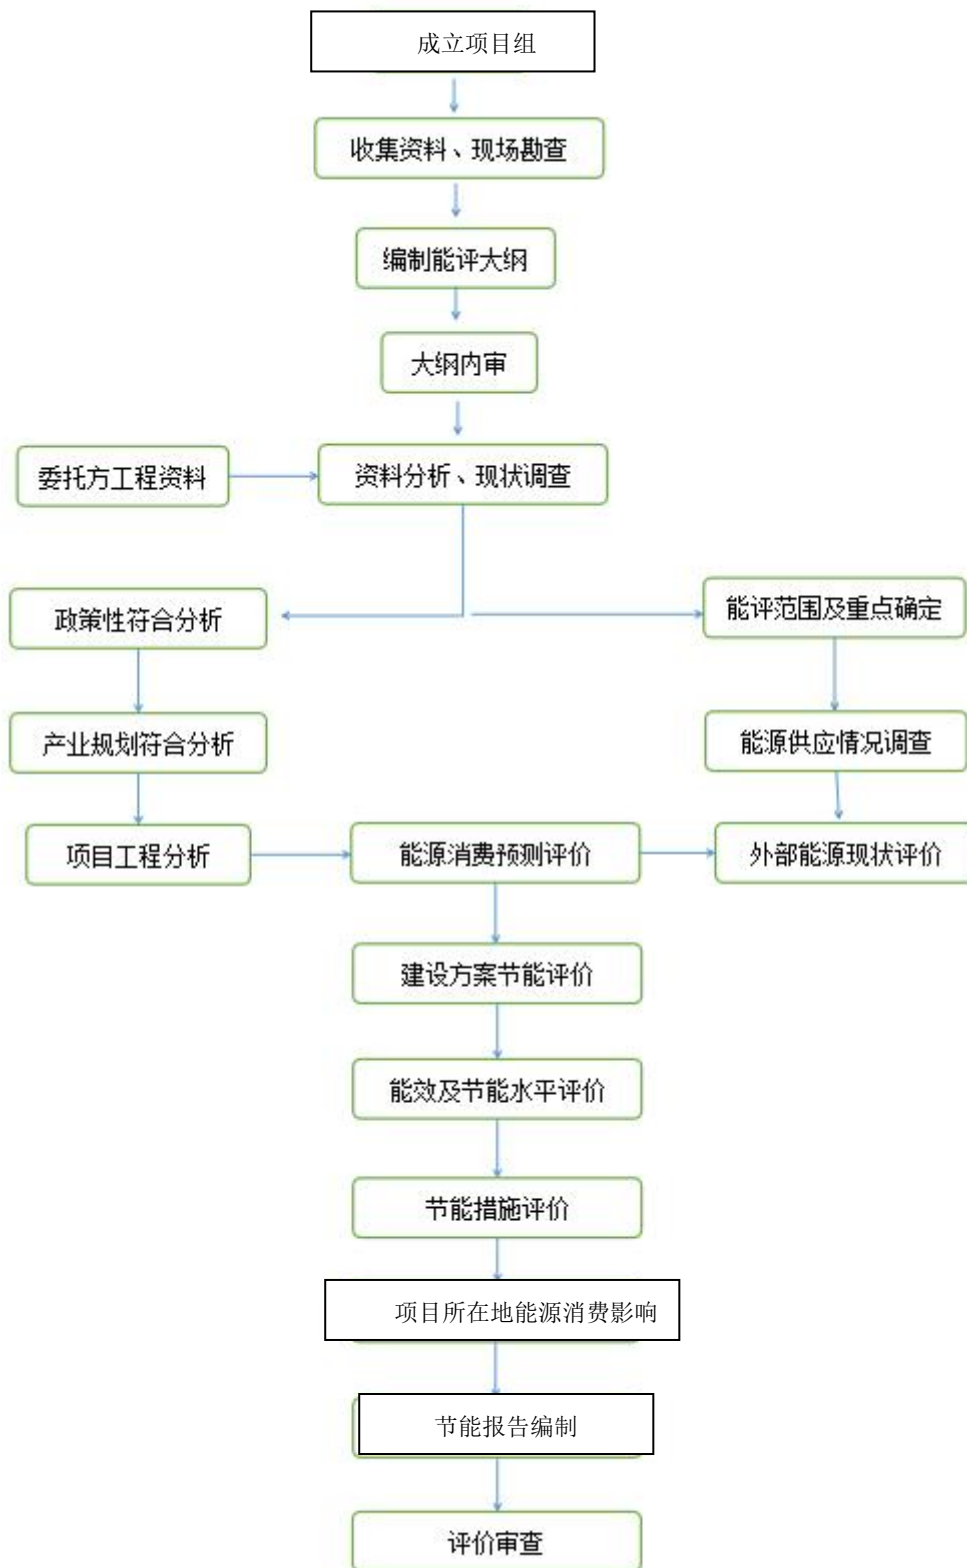 成立项目组
收集资料、现场勘查
编制能评大纲
大纲内审
委托方工程资料
资料分析、现状调查
政策性符合分析
能评范围及重点确定
产业规划符合分析
能源供应情况调查
项目工程分析
能源消费预测评价
外部能源现状评价
建设方案节能评价
能效及节能水平评价
节能措施评价
项目所在地能源消费影响
节能报告编制
评价审查